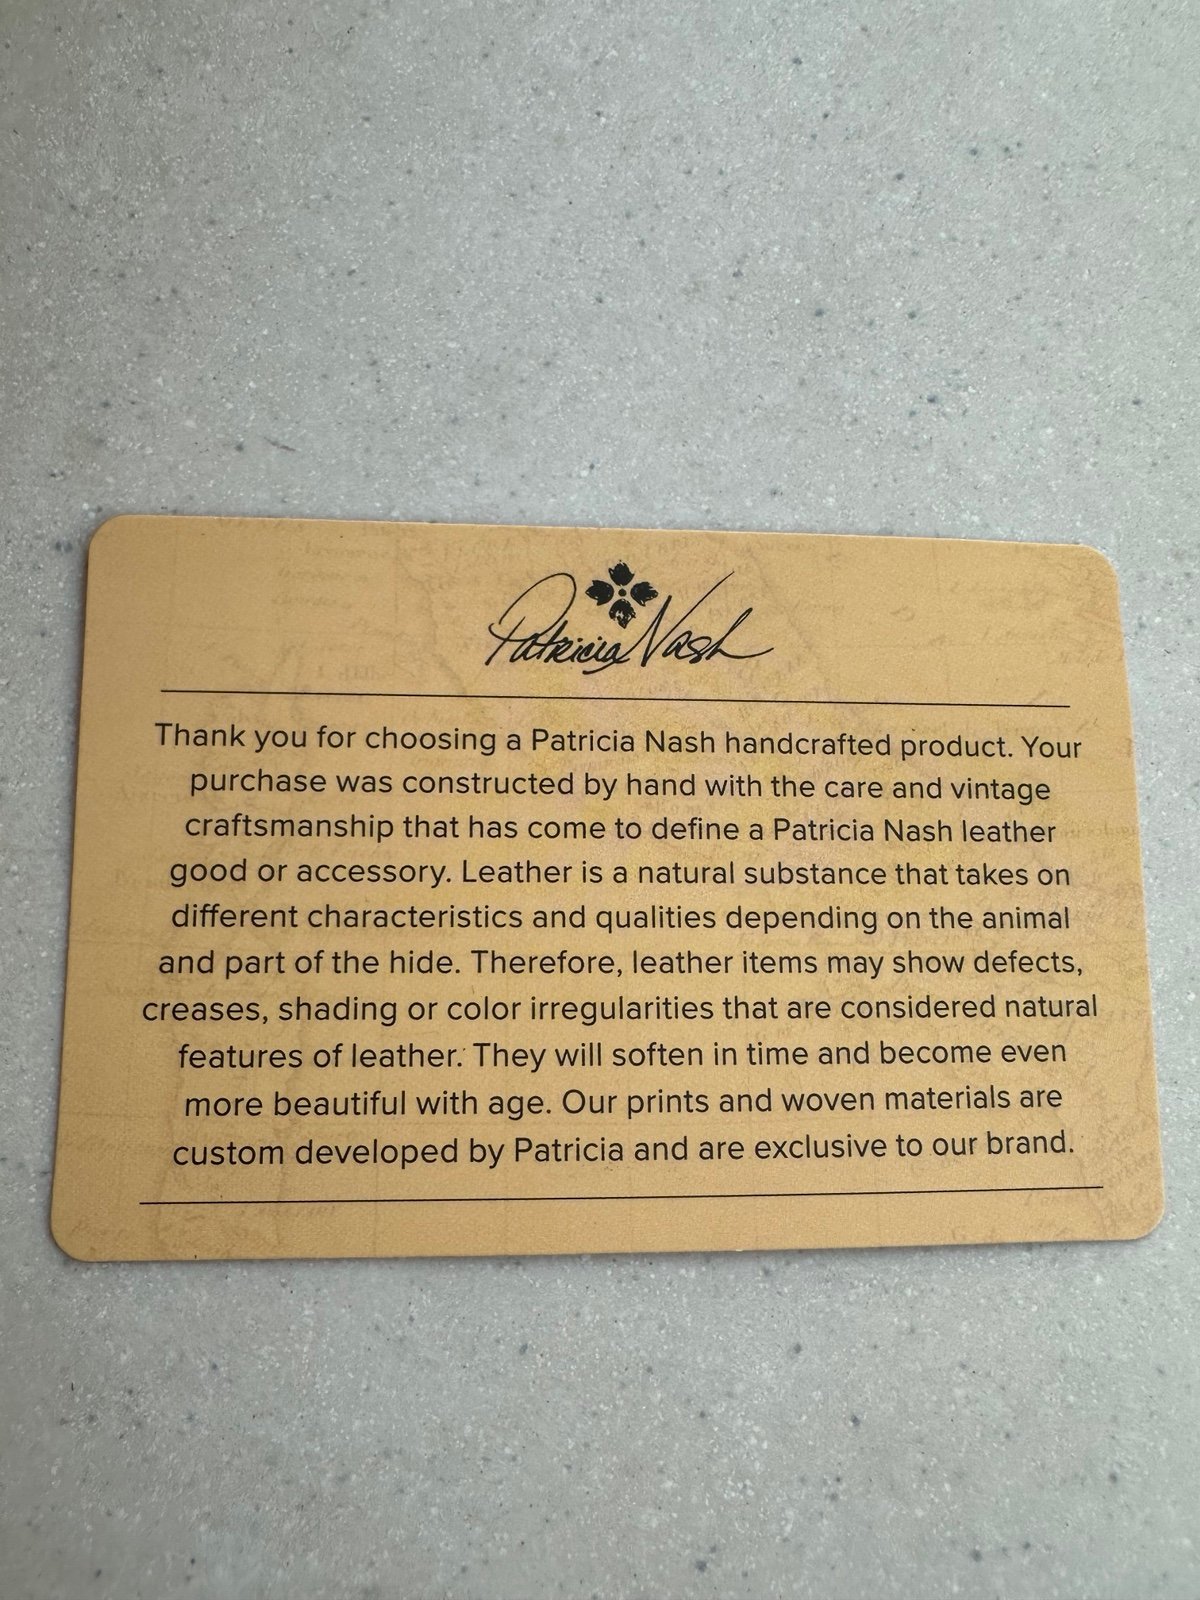 Patricia Nash
Thank you for choosing a Patricia Nash handcrafted product. Your
purchase was constructed by hand with the care and vintage
craftsmanship that has come to define a Patricia Nash leather
good or accessory. Leather is a natural substance that takes on
different characteristics and qualities depending on the animal
and part of the hide. Therefore, leather items may show defects,
creases, shading or color irregularities that are considered natural
features of leather. They will soften in time and become even
more beautiful with age. Our prints and woven materials are
custom developed by Patricia and are exclusive to our brand.